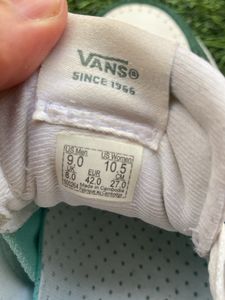 VANS®
SINCE 1966
US Men
US Women
9.0
10.5
UK
EUR
CM
8.0
42.0
27.0
Made in Cambodia